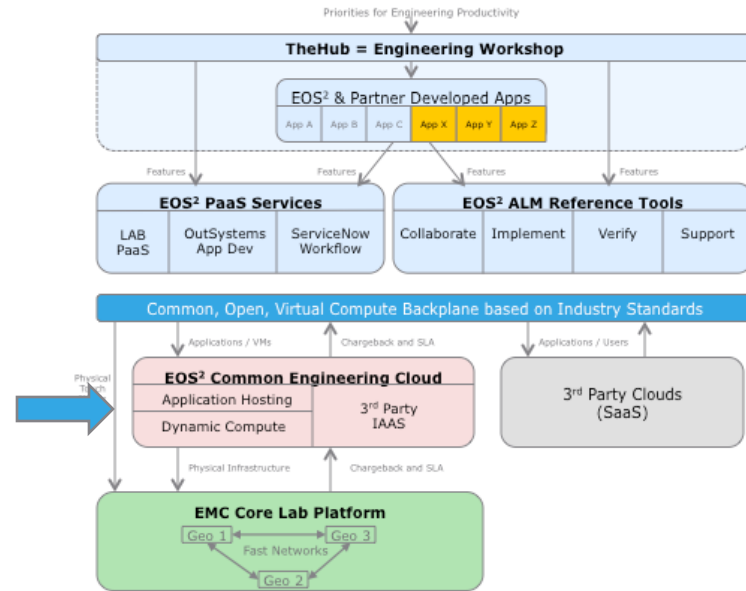 Priorities for Engineering Productivity
TheHub = Engineering Workshop
EOS² & Partner Developed Apps
App A App B App C App X App Y App Z
Features Features Features Features
EOS² PaaS Services
LAB PaaS
OutSystems App Dev
ServiceNow Workflow
EOS² ALM Reference Tools
Collaborate Implement Verify Support
Common, Open, Virtual Compute Backplane based on Industry Standards
Physical Touch
Applications / VMs
Chargeback and SLA
Applications / Users
EOS² Common Engineering Cloud
Application Hosting
Dynamic Compute
3rd Party
IAAS
3rd Party Clouds
(SaaS)
Physical Infrastructure
Chargeback and SLA
EMC Core Lab Platform
Geo 1 Geo 3
Fast Networks
Geo 2